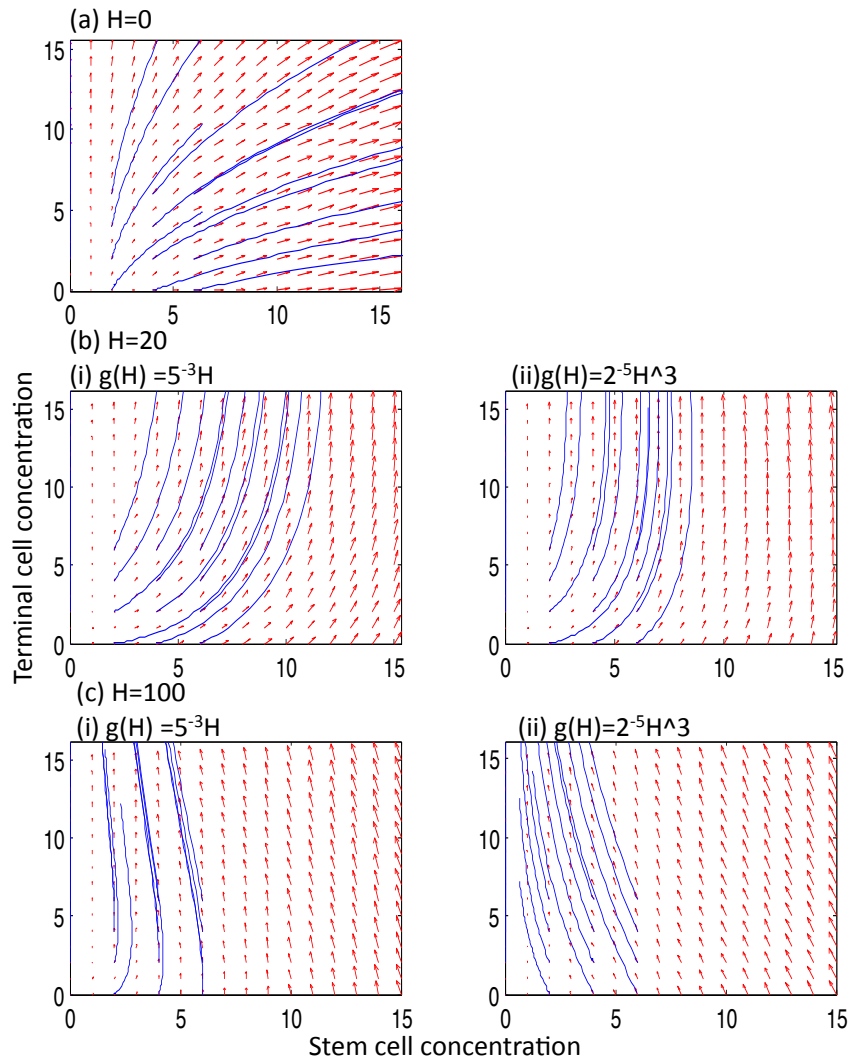 (a) H=0
15
10
5
0
0 5 10 15
(b) H=20
(i) g(H) =5⁻³H
(ii)g(H)=2⁻⁵H^3
15 15
10 10
5 5
0 0
0 5 10 15 0 5 10 15
Terminal cell concentration
(c) H=100
(i) g(H) =5⁻³H
(ii) g(H)=2⁻⁵H^3
15 15
10 10
5 5
0 0
0 5 10 15 0 5 10 15
Stem cell concentration